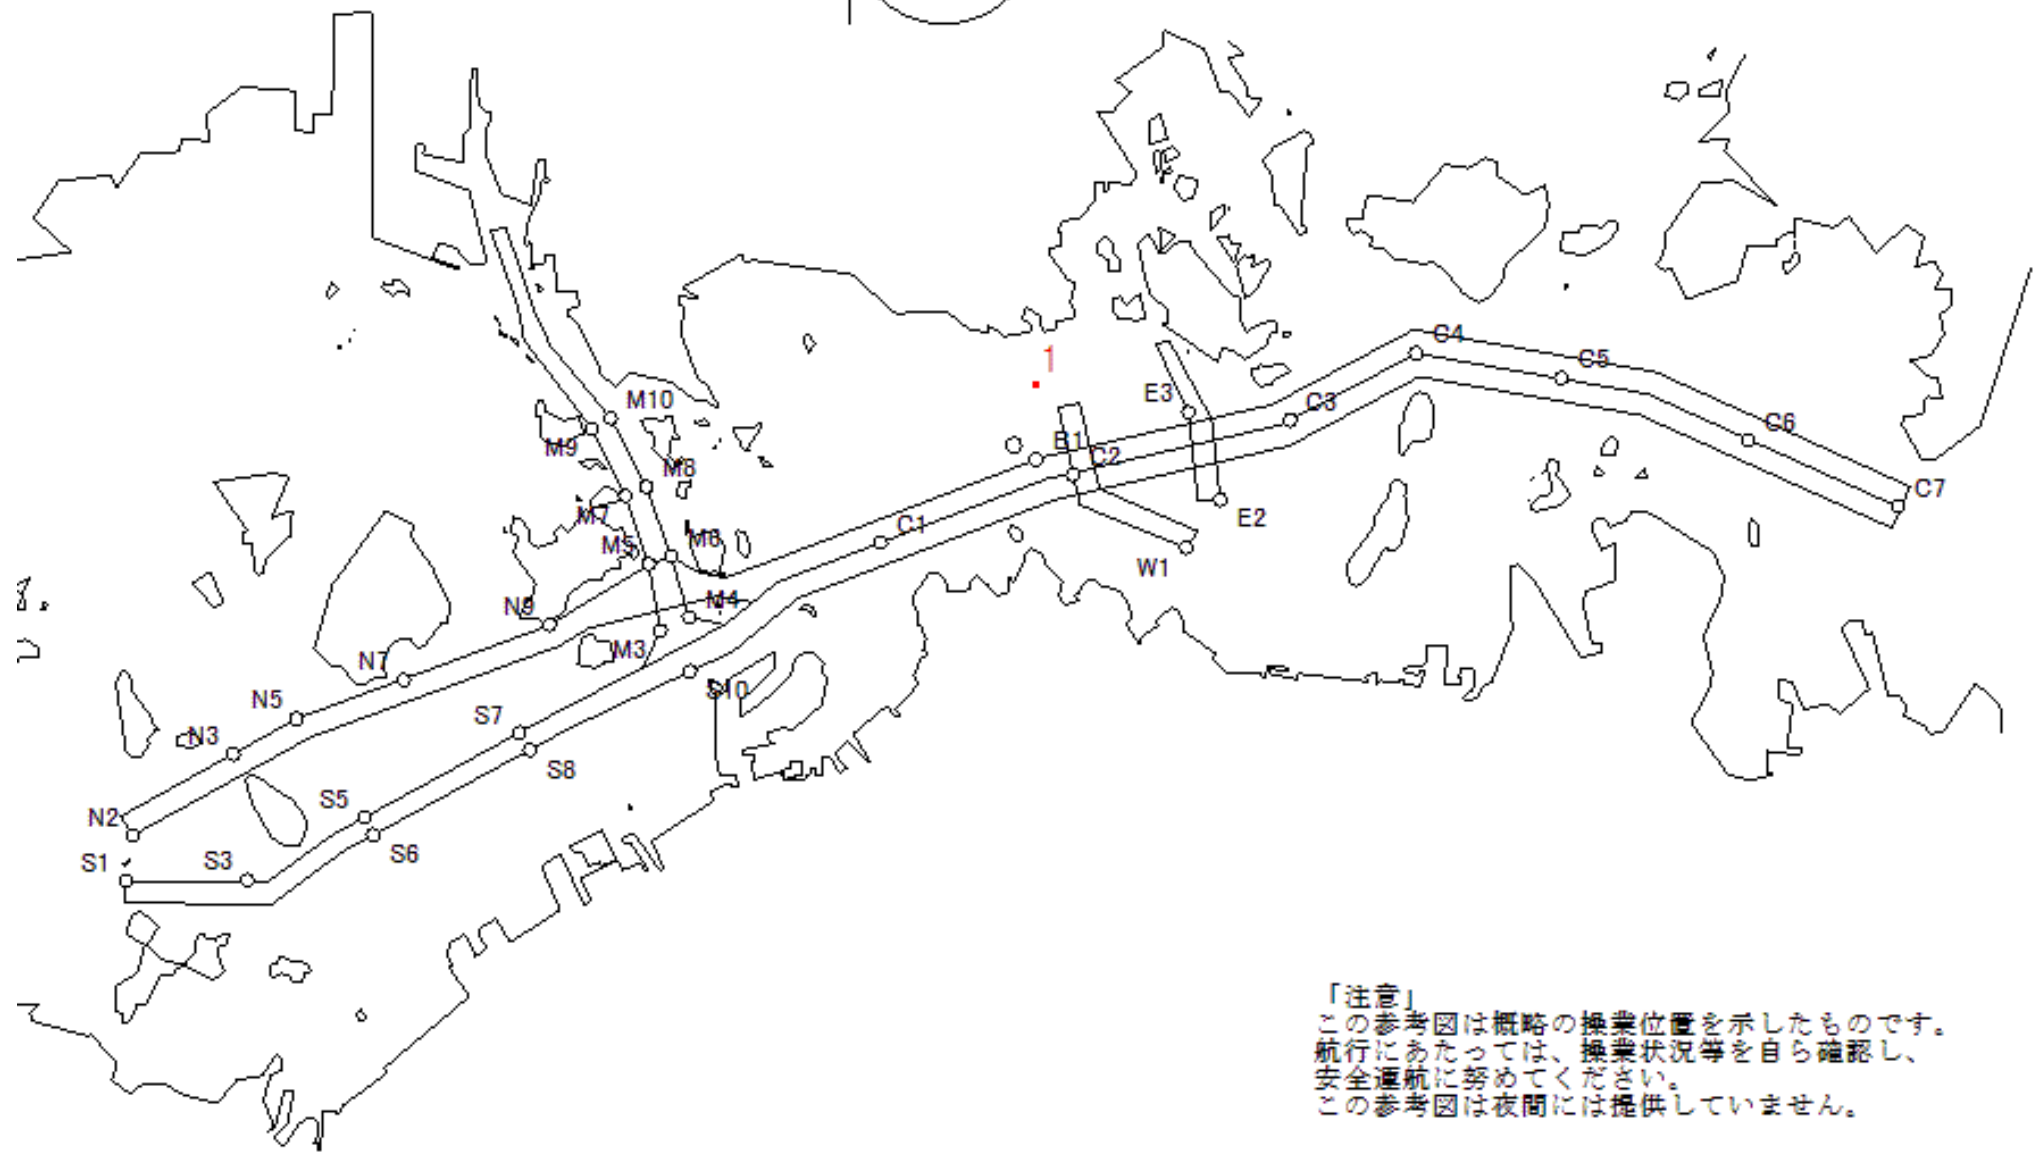 1
C4
C5
E3
M10
C3
C6
M9
B1
C2
M8
C7
M7
E2
C1
M5
M6
W1
N9
M4
M3
N7
S10
N5
S7
N3
S8
S5
N2
S6
S1
S3
「注意」
この参考図は概略の操業位置を示したものです。
航行にあたっては、操業状況等を自ら確認し、
安全運航に努めてください。
この参考図は夜間には提供していません。